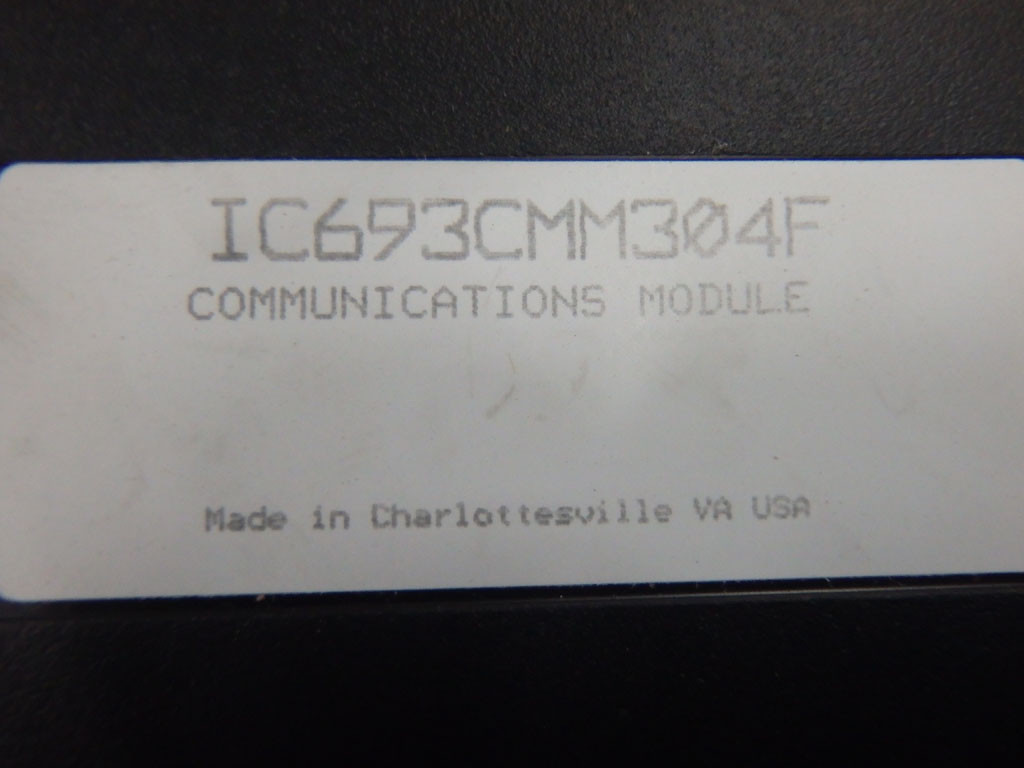 IC693CMM304F
COMMUNICATIONS MODULE
Made in Charlottesville VA USA